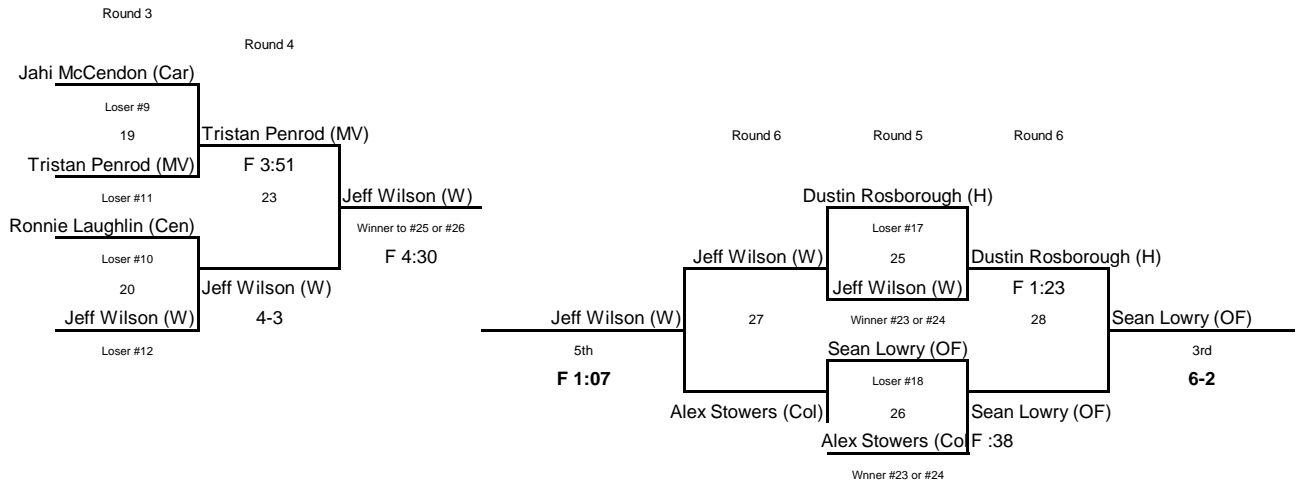 Round 3
Round 4
Jahi McCendon (Car)
Loser #9
19
Tristan Penrod (MV)
Tristan Penrod (MV)
F 3:51
Loser #11
23
Jeff Wilson (W)
Ronnie Laughlin (Cen)
Winner to #25 or #26
Loser #10
F 4:30
20
Jeff Wilson (W)
Jeff Wilson (W)
4-3
Loser #12
Round 6
Round 5
Round 6
Dustin Rosborough (H)
Loser #17
Jeff Wilson (W)
25
Dustin Rosborough (H)
Jeff Wilson (W)
F 1:23
Jeff Wilson (W)
27
Winner #23 or #24
28
Sean Lowry (OF)
5th
Sean Lowry (OF)
3rd
F 1:07
Loser #18
6-2
Alex Stowers (Col)
26
Sean Lowry (OF)
Alex Stowers (Col
F :38
Wnner #23 or #24